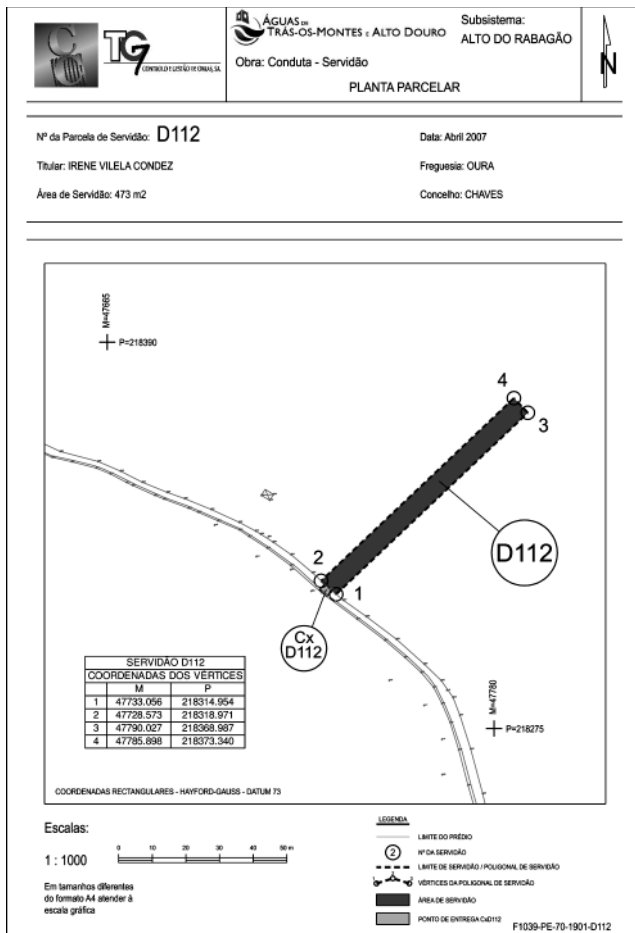 TG7
CONTROLO E GESTÃO DE OBRAS, SA.
ÁGUAS DE
TRÁS-OS-MONTES E ALTO DOURO
Obra: Conduta - Servidão
PLANTA PARCELAR
Subsistema:
ALTO DO RABAGÃO
N
Nº da Parcela de Servidão: D112
Data: Abril 2007
Titular: IRENE VILELA CONDEZ
Freguesia: OURA
Área de Servidão: 473 m2
Concelho: CHAVES
M=47665
P=218390
4
3
D112
2
1
Cx
D112
M=47780
P=218275
SERVIDÃO D112
COORDENADAS DOS VÉRTICES
M P
1 47733.056 218314.954
2 47728.573 218318.971
3 47790.027 218368.987
4 47785.898 218373.340
COORDENADAS RECTANGULARES - HAYFORD-GAUSS - DATUM 73
Escalas:
1 : 1000
0 10 20 30 40 50 m
Em tamanhos diferentes
do formato A4 atender à
escala gráfica
LEGENDA
LIMITE DO PRÉDIO
2 Nº DA SERVIDÃO
LIMITE DE SERVIDÃO / POLIGONAL DE SERVIDÃO
VÉRTICES DA POLIGONAL DE SERVIDÃO
ÁREA DE SERVIDÃO
PONTO DE ENTREGA CxD112
F1039-PE-70-1901-D112